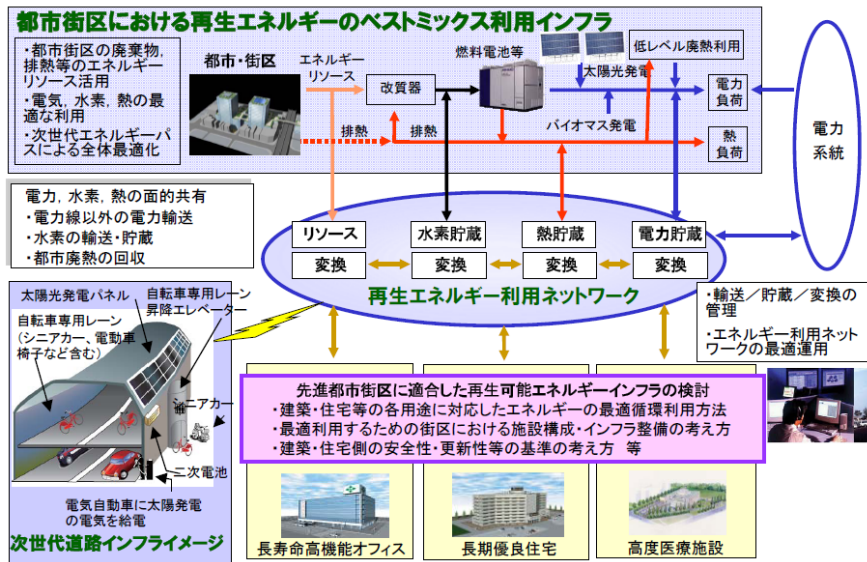 都市街区における再生エネルギーのベストミックス利用インフラ
・都市街区の廃棄物,
排熱等のエネルギー
リソース活用
・電気, 水素, 熱の最
適な利用
・次世代エネルギーパ
スによる全体最適化
都市・街区
エネルギー
リソース
改質器
燃料電池等
太陽光発電
低レベル廃熱利用
電力
負荷
バイオマス発電
排熱
排熱
熱
負荷
電力
系統
電力, 水素, 熱の面的共有
・電力線以外の電力輸送
・水素の輸送・貯蔵
・都市廃熱の回収
リソース
水素貯蔵
熱貯蔵
電力貯蔵
変換
変換
変換
変換
再生エネルギー利用ネットワーク
・輸送／貯蔵／変換の
管理
・エネルギー利用ネット
ワークの最適運用
太陽光発電パネル
自転車専用レーン
昇降エレベーター
自転車専用レーン
(シニアカー、電動車
椅子など含む)
シニアカー
二次電池
電気自動車に太陽発電
の電気を給電
次世代道路インフライメージ
先進都市街区に適合した再生可能エネルギーインフラの検討
・建築・住宅等の各用途に対応したエネルギーの最適循環利用方法
・最適利用するための街区における施設構成・インフラ整備の考え方
・建築・住宅側の安全性・更新性等の基準の考え方 等
長寿命高機能オフィス
長期優良住宅
高度医療施設